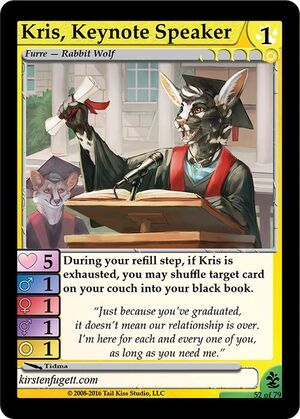 Kris, Keynote Speaker
1
Furre — Rabbit Wolf
5
1
1
1
1
During your refill step, if Kris is
exhausted, you may shuffle target card
on your couch into your black book.
"Just because you've graduated,
it doesn't mean our relationship is over.
I'm here for each and every one of you,
as long as you need me."
Tidma
kirstenfugett.com
52 of 79
© 2008-2016 Tail Kiss Studio, LLC